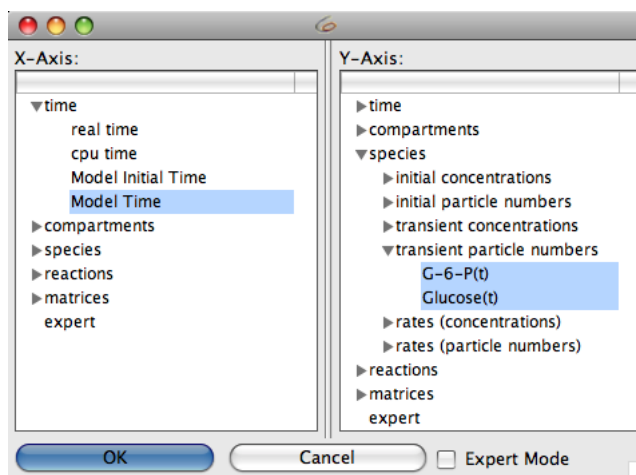 X-Axis:
time
real time
cpu time
Model Initial Time
Model Time
compartments
species
reactions
matrices
expert
Y-Axis:
time
compartments
species
initial concentrations
initial particle numbers
transient concentrations
transient particle numbers
G-6-P(t)
Glucose(t)
rates (concentrations)
rates (particle numbers)
reactions
matrices
expert
OK
Cancel
Expert Mode